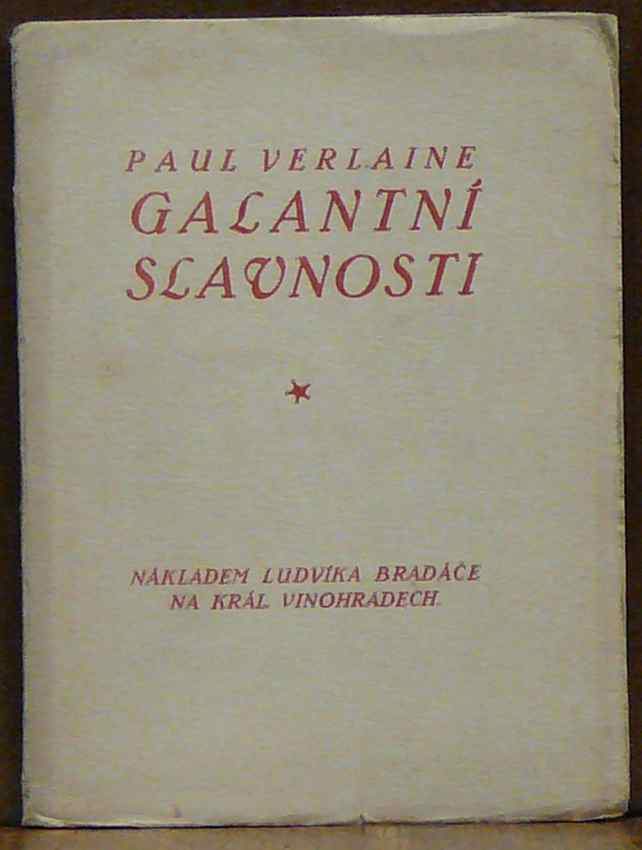 PAUL VERLAINE
GALANTNÍ
SLAVNOSTI
NÁKLADEM LUDVÍKA BRADÁČE
NA KRÁL. VINOHRADECH.